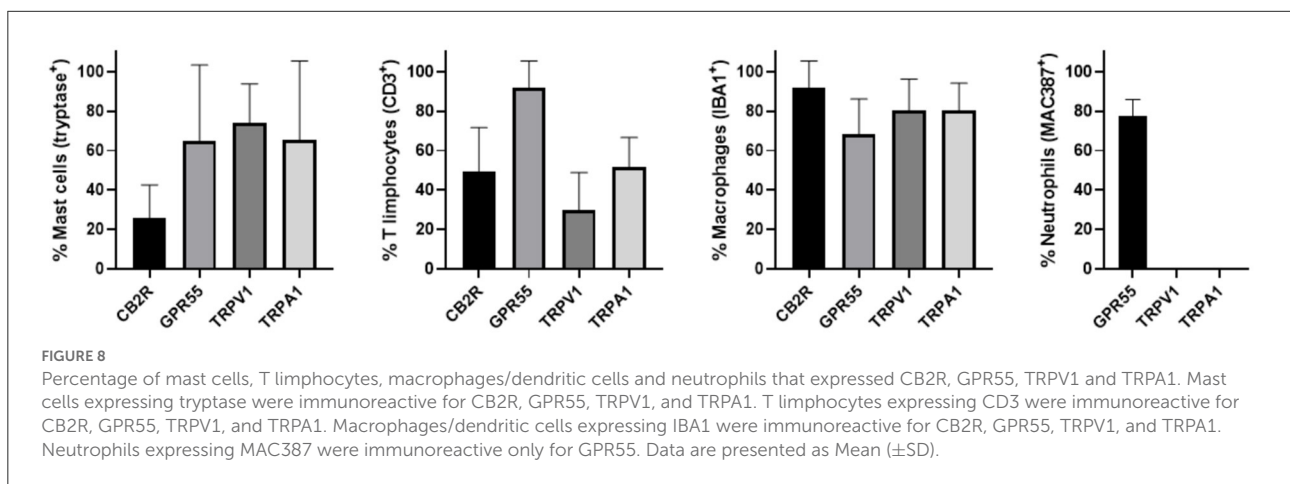 % Mast cells (tryptase⁺)
100
80
60
40
20
0
CB2R
GPR55
TRPV1
TRPA1
% T limphocytes (CD3⁺)
100
80
60
40
20
0
CB2R
GPR55
TRPV1
TRPA1
% Macrophages (IBA1⁺)
100
80
60
40
20
0
CB2R
GPR55
TRPV1
TRPA1
% Neutrophils (MAC387⁺)
100
80
60
40
20
0
GPR55
TRPV1
TRPA1
FIGURE 8
Percentage of mast cells, T limphocytes, macrophages/dendritic cells and neutrophils that expressed CB2R, GPR55, TRPV1 and TRPA1. Mast
cells expressing tryptase were immunoreactive for CB2R, GPR55, TRPV1, and TRPA1. T limphocytes expressing CD3 were immunoreactive for
CB2R, GPR55, TRPV1, and TRPA1. Macrophages/dendritic cells expressing IBA1 were immunoreactive for CB2R, GPR55, TRPV1, and TRPA1.
Neutrophils expressing MAC387 were immunoreactive only for GPR55. Data are presented as Mean (±SD).